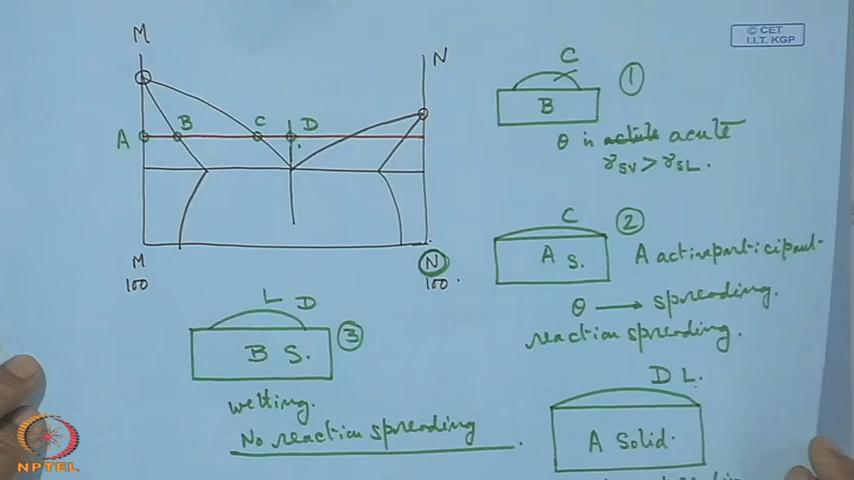 © CET
I.I.T. KGP
M
N
A
B
C
D
M
100
N
100
C
B
1
θ is acute
γSV > γSL.
C
2
A S.
A active participant.
θ → spreading.
reaction spreading.
L D
3
B S.
wetting.
No reaction spreading
D L.
A Solid.
NPTEL